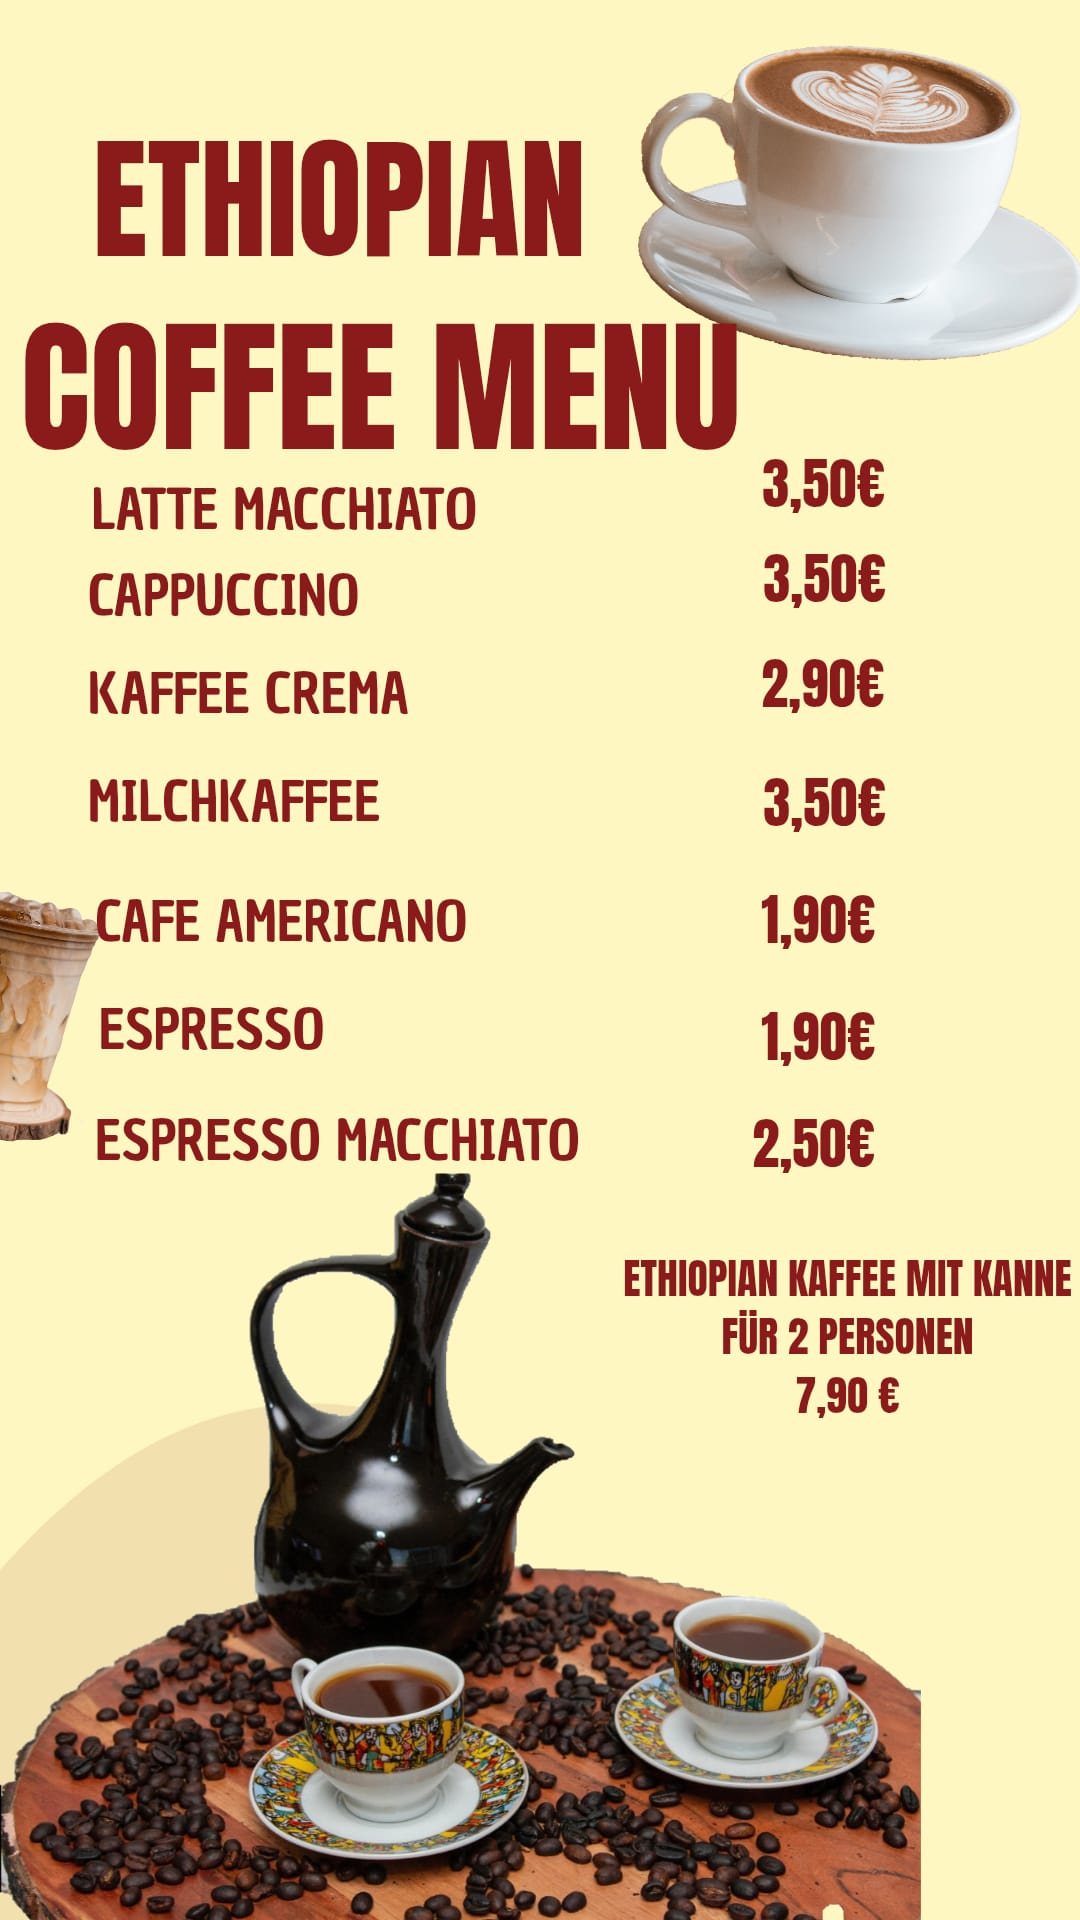 ETHIOPIAN
COFFEE MENU
LATTE MACCHIATO 3,50€
CAPPUCCINO 3,50€
KAFFEE CREMA 2,90€
MILCHKAFFEE 3,50€
CAFE AMERICANO 1,90€
ESPRESSO 1,90€
ESPRESSO MACCHIATO 2,50€
ETHIOPIAN KAFFEE MIT KANNE
FÜR 2 PERSONEN
7,90 €